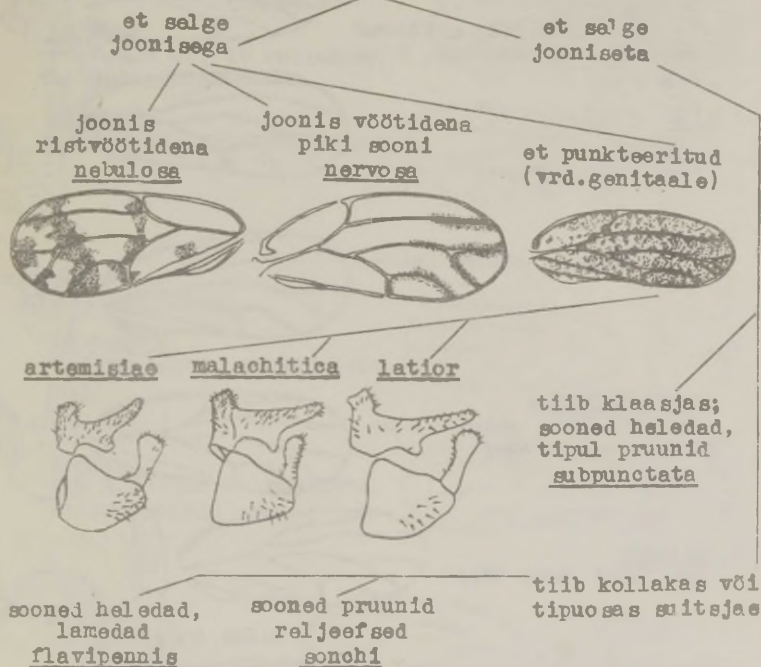 et selge
joonisega
et selge
jooniseta
joonis
ristvöötidena
nebulosa
joonis vöötidena
piki sooni
nervosa
et punkteeritud
(vrd.genitaale)
artemisiae
malachitica
latior
tiib klaasjas;
sooned heledad,
tipul pruunid
subpunctata
tiib kollakas või
tipuosas suitsjas
sooned heledad,
lamedad
flavipennis
sooned pruunid
reljeefsed
sonchi